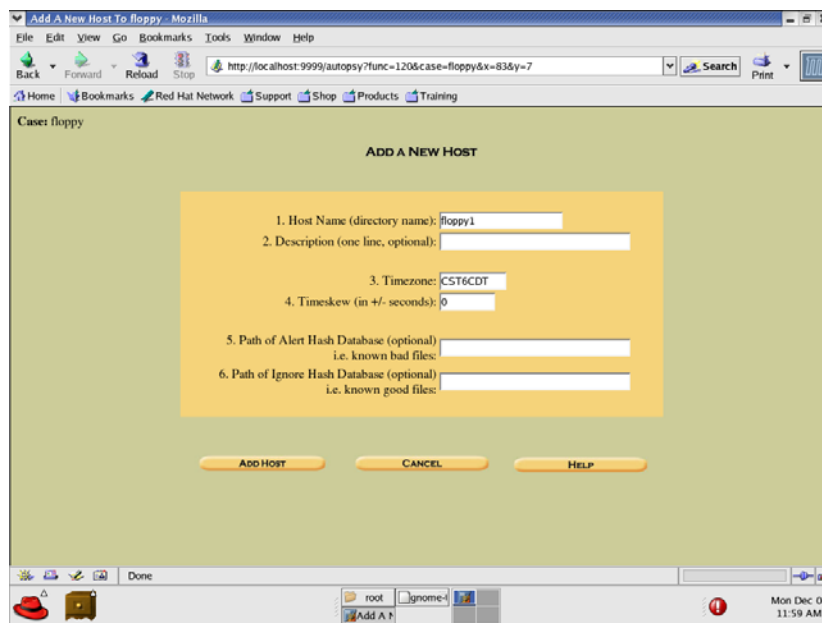 Add A New Host To floppy - Mozilla
File Edit View Go Bookmarks Tools Window Help
Back Forward Reload Stop http://localhost:9999/autopsy?func=120&case=floppy&x=83&y=7 Search Print
Home Bookmarks Red Hat Network Support Shop Products Training
Case: floppy
ADD A NEW HOST
1. Host Name (directory name): floppy1
2. Description (one line, optional):
3. Timezone: CST6CDT
4. Timeskew (in +/- seconds): 0
5. Path of Alert Hash Database (optional)
i.e. known bad files:
6. Path of Ignore Hash Database (optional)
i.e. known good files:
ADD HOST CANCEL HELP
Done
root gnome-
Add A
Mon Dec 0
11:59 AM